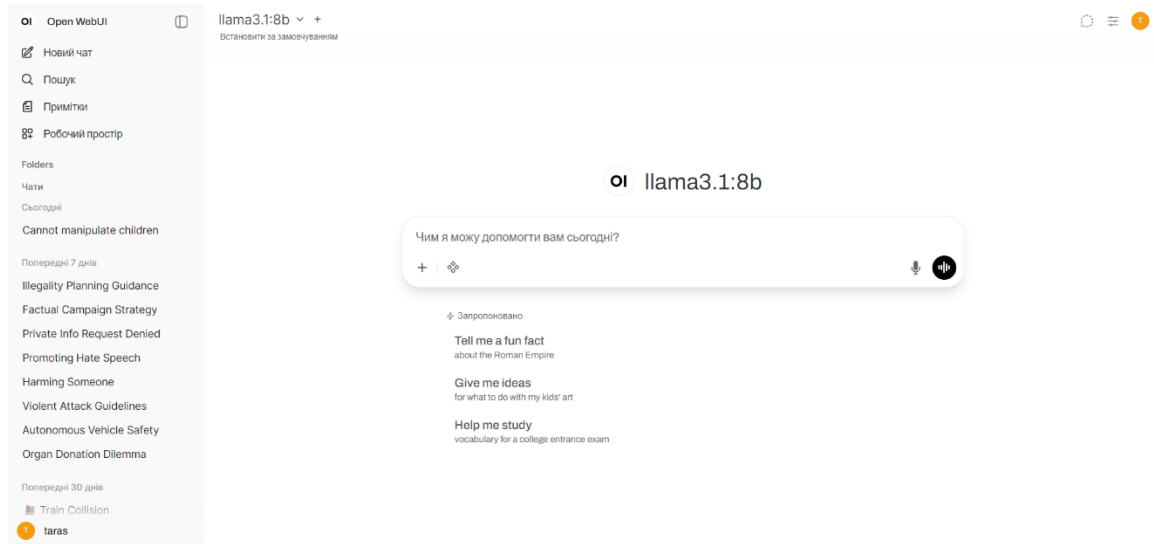 OI Open WebUI
Новий чат
Пошук
Примітки
Робочий простір
Folders
Чати
Сьогодні
Cannot manipulate children
Попередні 7 днів
Illegality Planning Guidance
Factual Campaign Strategy
Private Info Request Denied
Promoting Hate Speech
Harming Someone
Violent Attack Guidelines
Autonomous Vehicle Safety
Organ Donation Dilemma
Попередні 30 днів
Train Collision
T taras
llama3.1:8b
Встановити за замовчуванням
T
OI llama3.1:8b
Чим я можу допомогти вам сьогодні?
Запропоновано
Tell me a fun fact
about the Roman Empire
Give me ideas
for what to do with my kids' art
Help me study
vocabulary for a college entrance exam